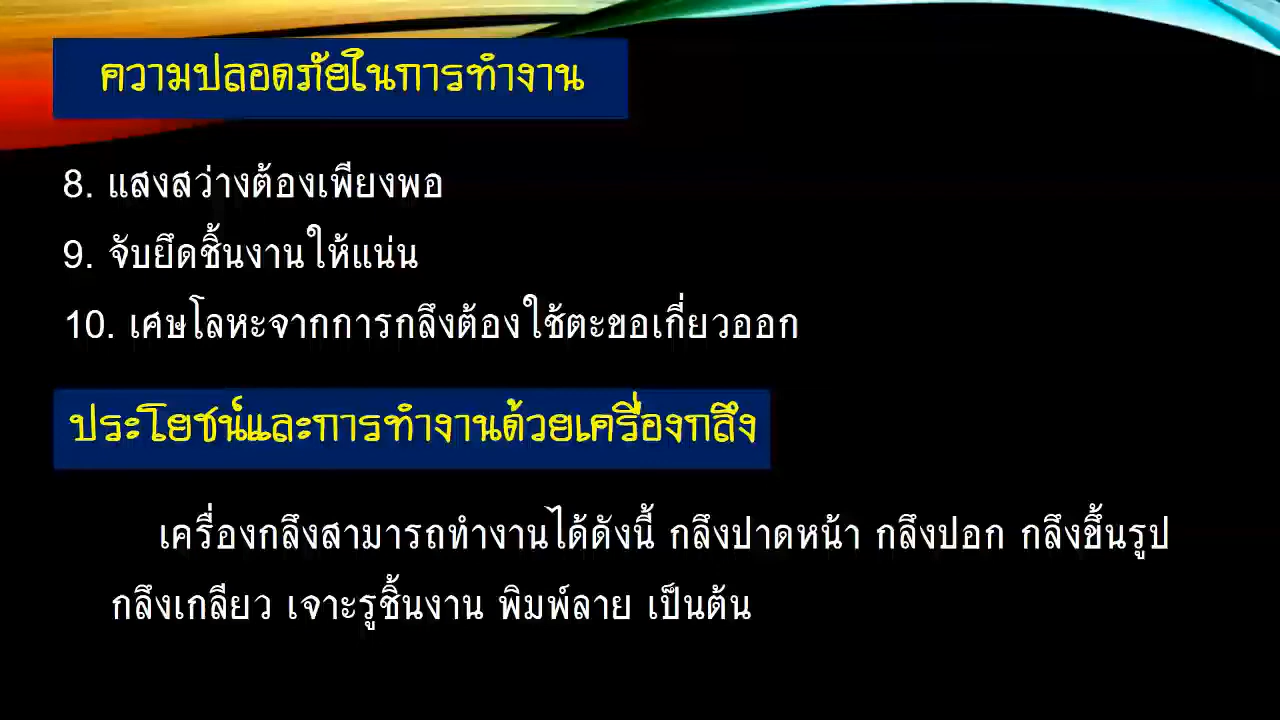 ความปลอดภัยในการทำงาน
8. แสงสว่างต้องเพียงพอ
9. จับยึดชิ้นงานให้แน่น
10. เศษโลหะจากการกลึงต้องใช้ตะขอเกี่ยวออก
ประโยชน์และการทำงานด้วยเครื่องกลึง
เครื่องกลึงสามารถทำงานได้ดังนี้ กลึงปาดหน้า กลึงปอก กลึงขึ้นรูป
กลึงเกลียว เจาะรูชิ้นงาน พิมพ์ลาย เป็นต้น